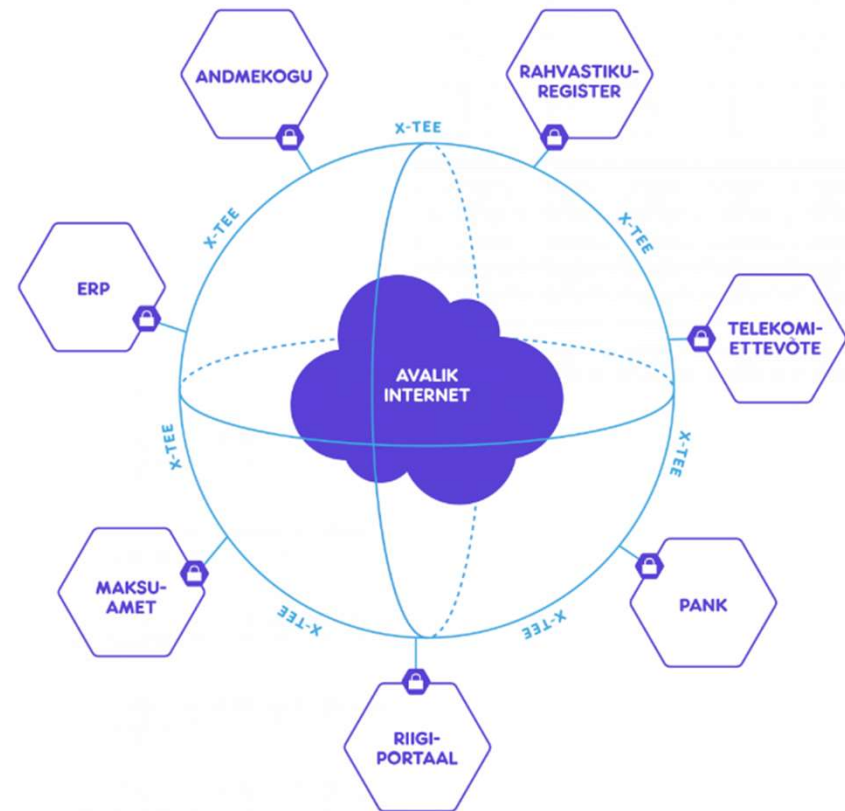 ANDMEKOGU
RAHVASTIKU-
REGISTER
X-TEE
X-TEE
X-TEE
ERP
TELEKOMI-
ETTEVÕTE
AVALIK
INTERNET
X-TEE
X-TEE
MAKSU-
AMET
PANK
X-TEE
X-TEE
RIIGI-
PORTAAL